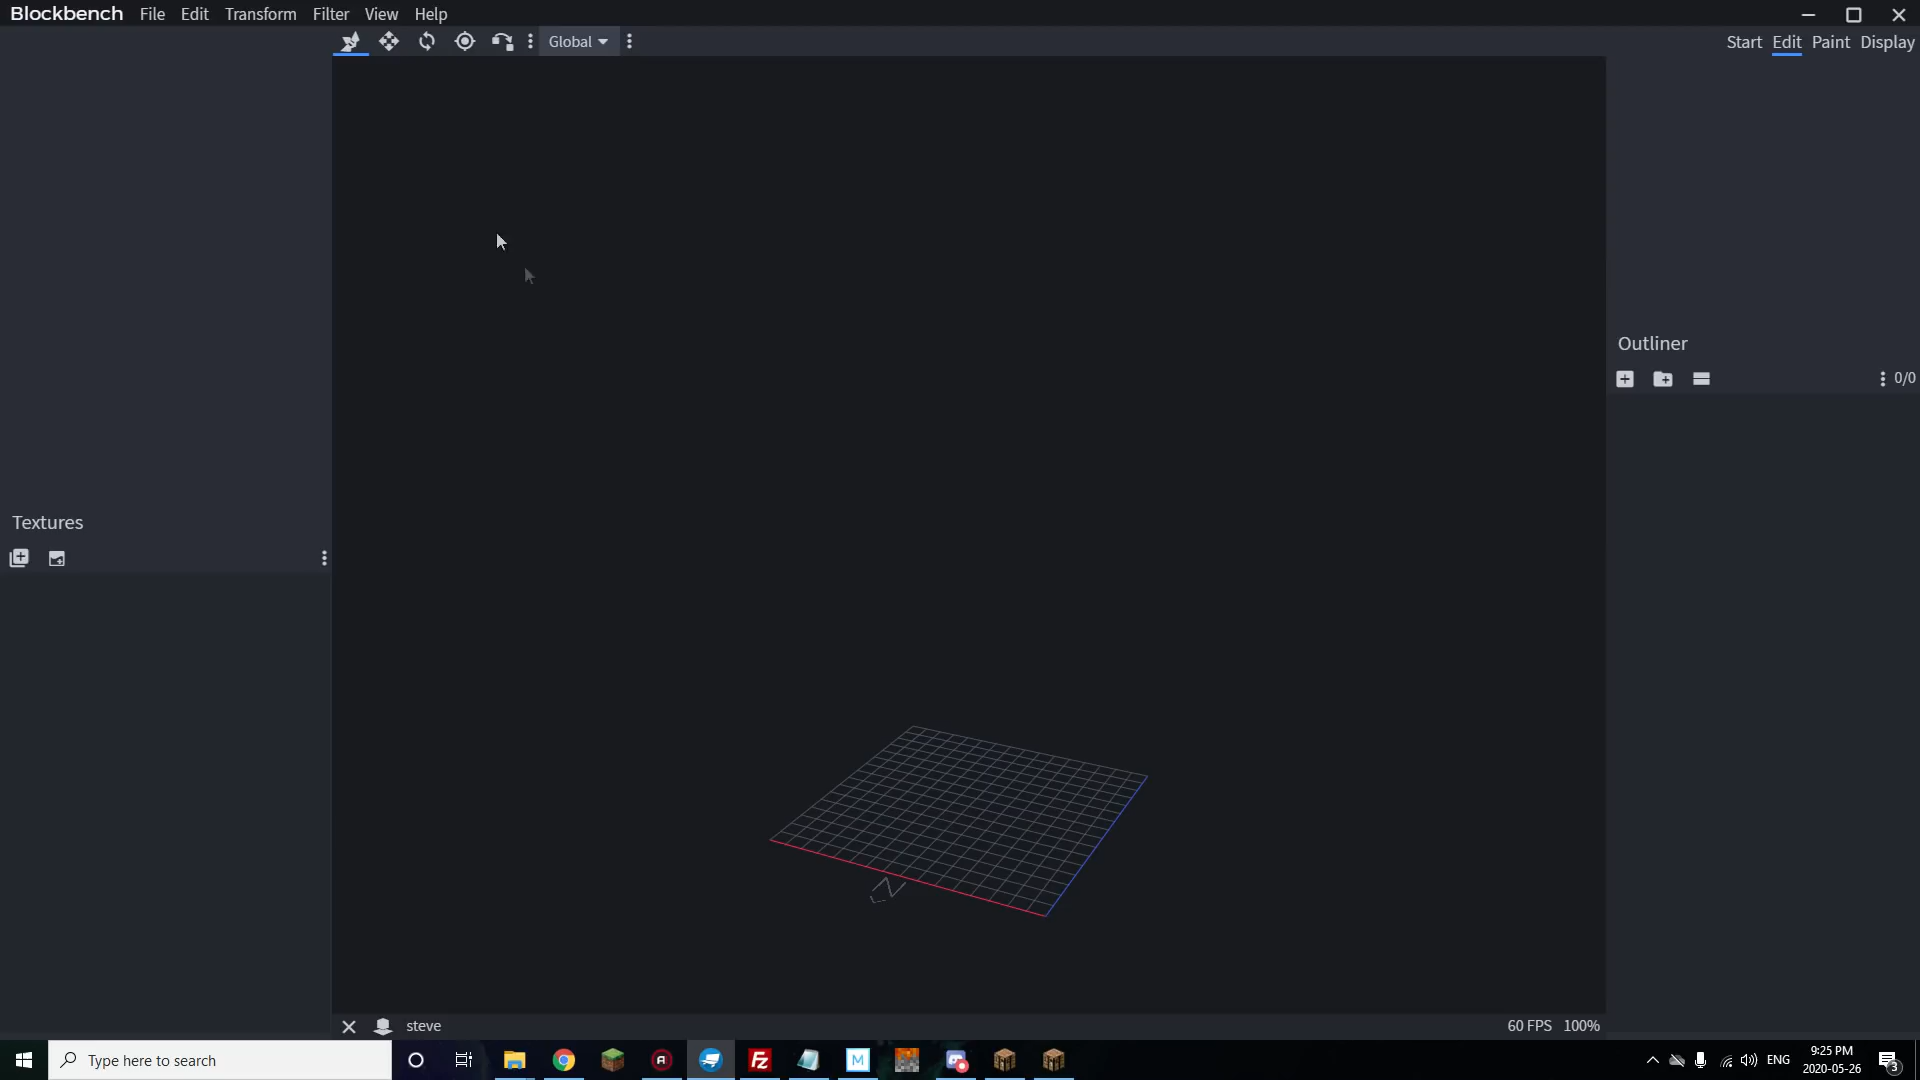 Blockbench File Edit Transform Filter View Help
Global
Start Edit Paint Display
Outliner
0/0
Textures
steve
60 FPS 100%
Type here to search
ENG
9:25 PM
2020-05-26
3